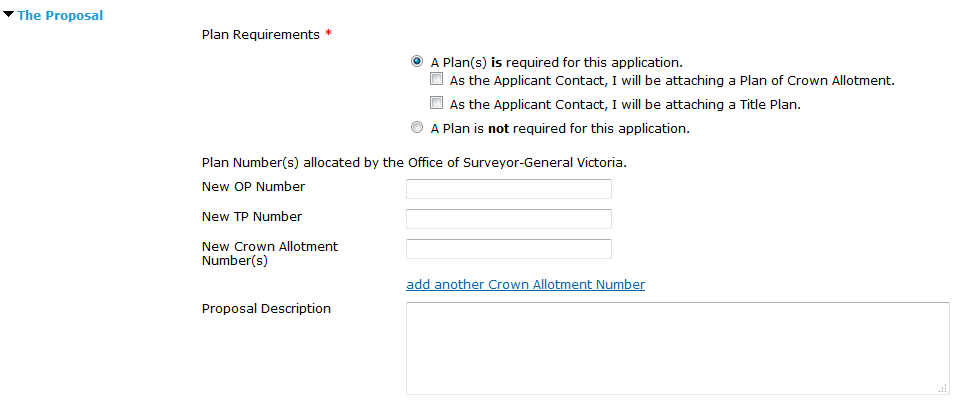 The Proposal
Plan Requirements *
A Plan(s) is required for this application.
As the Applicant Contact, I will be attaching a Plan of Crown Allotment.
As the Applicant Contact, I will be attaching a Title Plan.
A Plan is not required for this application.
Plan Number(s) allocated by the Office of Surveyor-General Victoria.
New OP Number
New TP Number
New Crown Allotment
Number(s)
add another Crown Allotment Number
Proposal Description